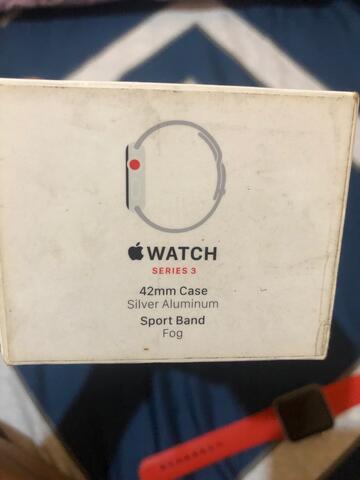 WATCH
SERIES 3
42mm Case
Silver Aluminum
Sport Band
Fog